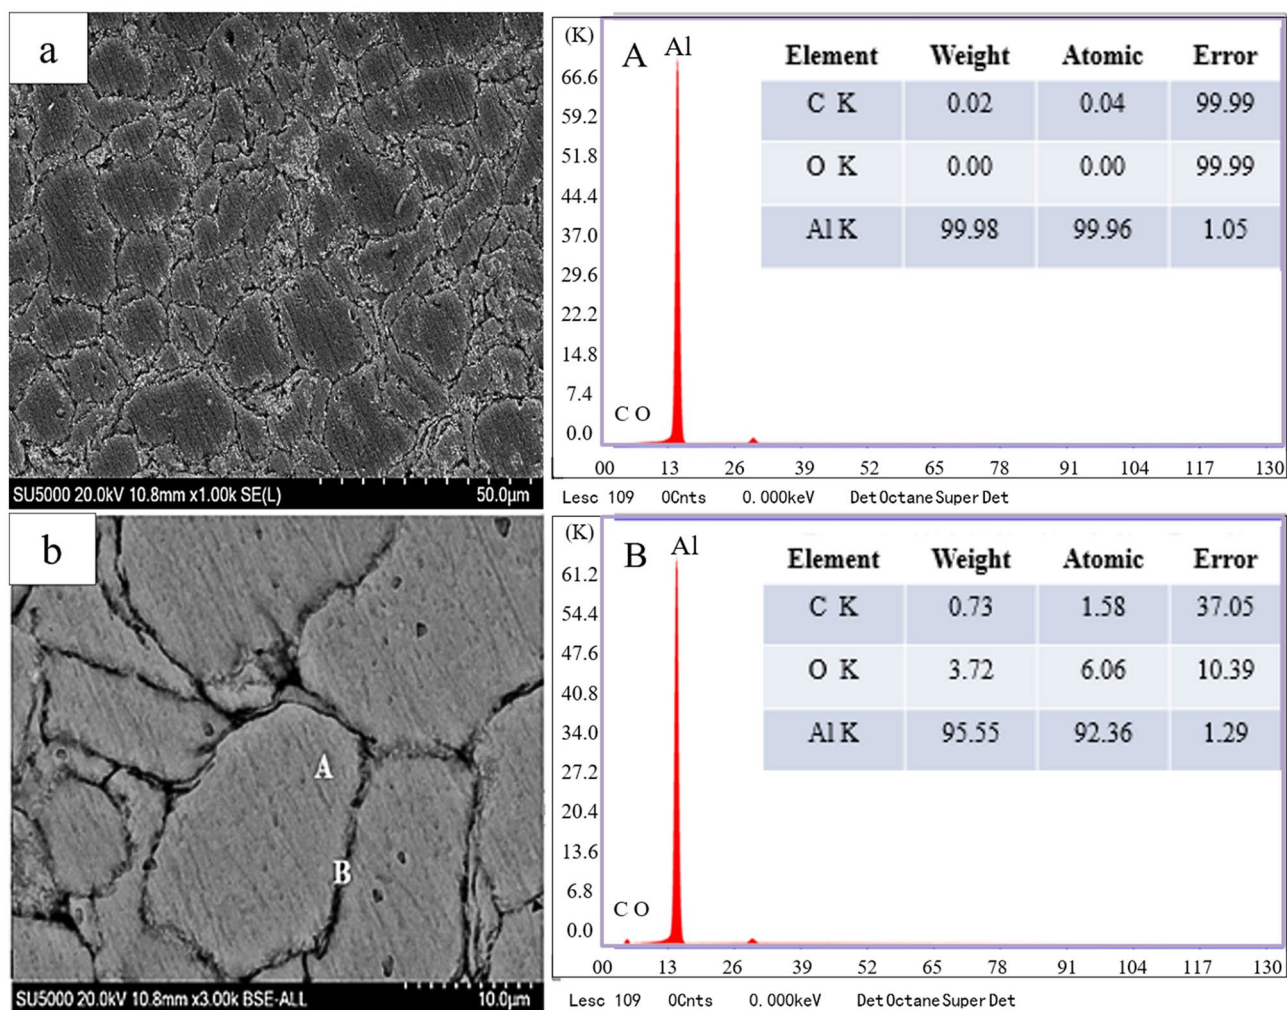 a
SU5000 20.0kV 10.8mm x1.00k SE(L)
50.0µm
(K)
A
Al
Element Weight Atomic Error
C K 0.02 0.04 99.99
O K 0.00 0.00 99.99
Al K 99.98 99.96 1.05
66.6
59.2
51.8
44.4
37.0
29.6
22.2
14.8
7.4
0.0
C O
00 13 26 39 52 65 78 91 104 117 130
Lesc 109 0Cnts 0.000keV Det Octane Super Det
b
A
B
SU5000 20.0kV 10.8mm x3.00k BSE-ALL
10.0µm
(K)
B
Al
Element Weight Atomic Error
C K 0.73 1.58 37.05
O K 3.72 6.06 10.39
Al K 95.55 92.36 1.29
61.2
54.4
47.6
40.8
34.0
27.2
20.4
13.6
6.8
0.0
C O
00 13 26 39 52 65 78 91 104 117 130
Lesc 109 0Cnts 0.000keV Det Octane Super Det